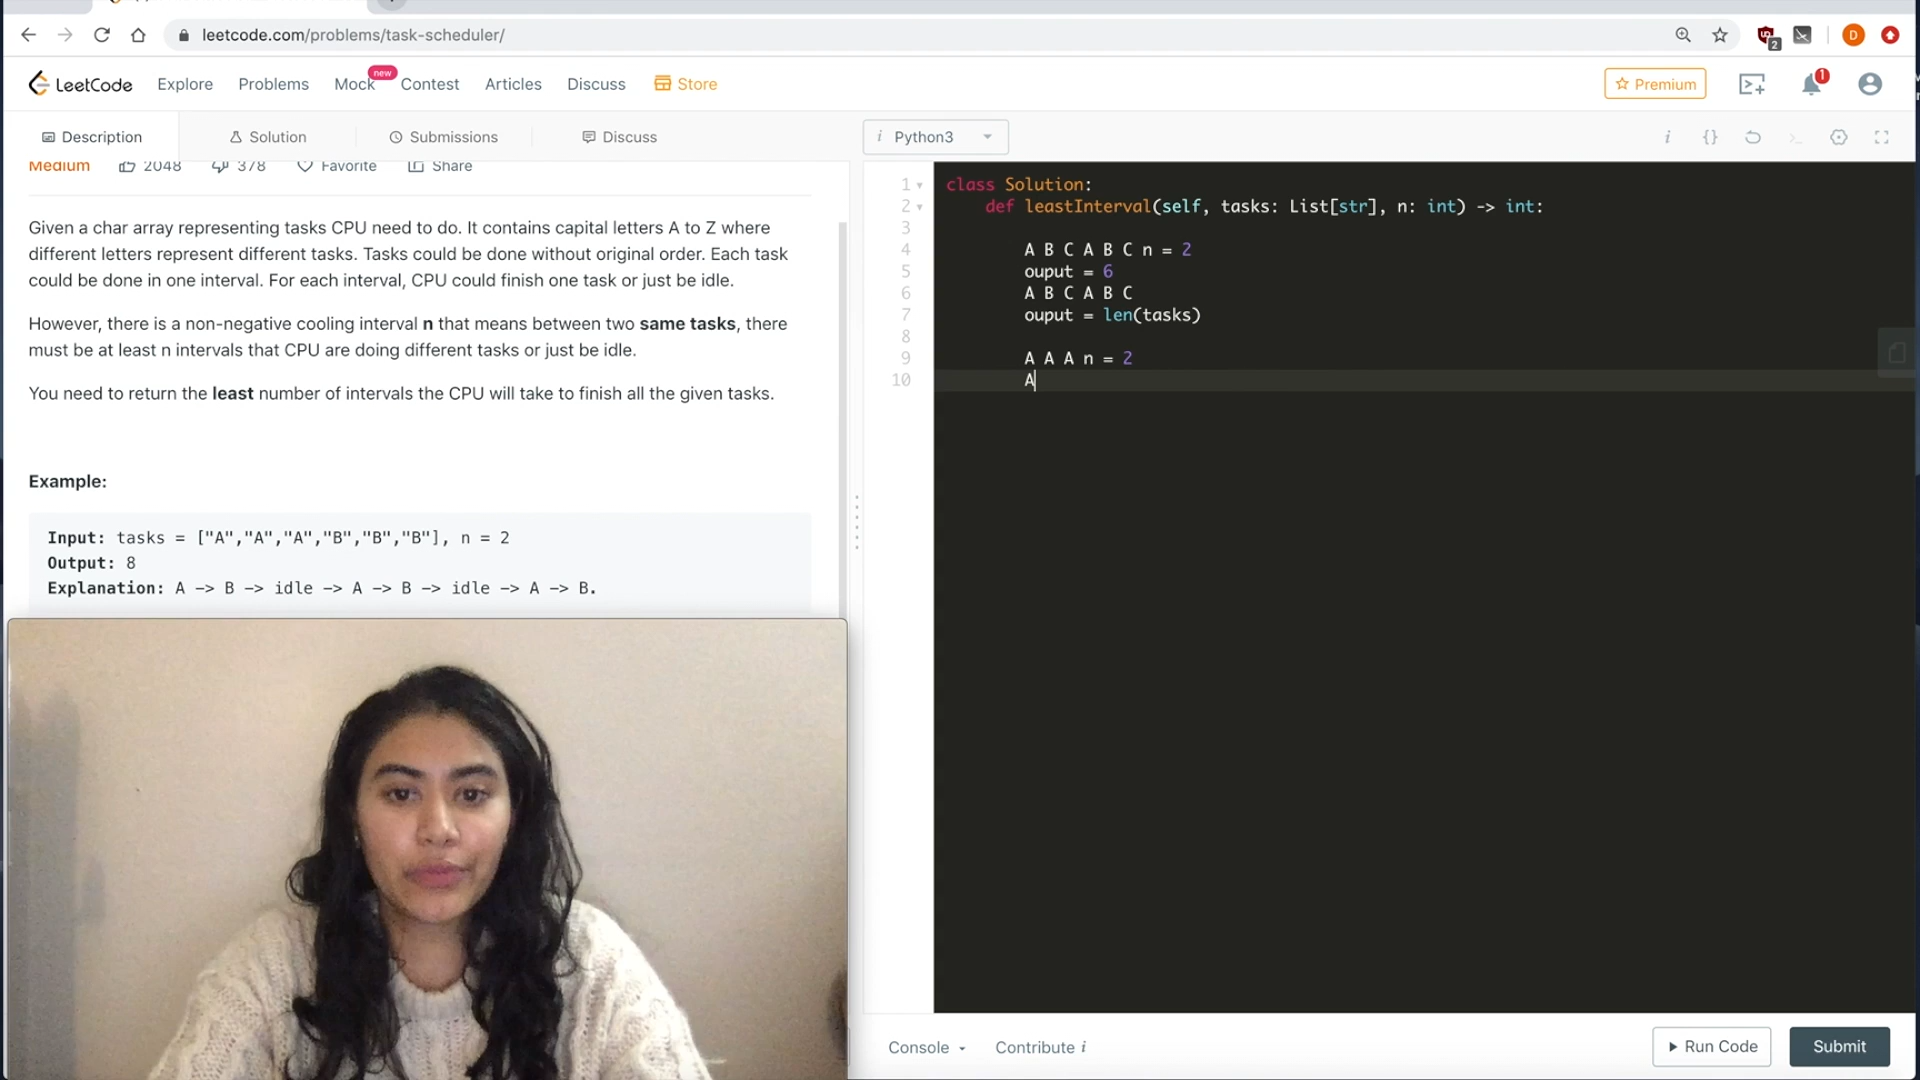 leetcode.com/problems/task-scheduler/
2
D
LeetCode
Explore
Problems
Mock
new
Contest
Articles
Discuss
Store
Premium
1
Description
Solution
Submissions
Discuss
i Python3
i {}
Medium
2048
378
Favorite
Share
Given a char array representing tasks CPU need to do. It contains capital letters A to Z where
different letters represent different tasks. Tasks could be done without original order. Each task
could be done in one interval. For each interval, CPU could finish one task or just be idle.
However, there is a non-negative cooling interval n that means between two same tasks, there
must be at least n intervals that CPU are doing different tasks or just be idle.
You need to return the least number of intervals the CPU will take to finish all the given tasks.
Example:
Input: tasks = ["A","A","A","B","B","B"], n = 2
Output: 8
Explanation: A -> B -> idle -> A -> B -> idle -> A -> B.
1 class Solution:
2 def leastInterval(self, tasks: List[str], n: int) -> int:
3
4 A B C A B C n = 2
5 ouput = 6
6 A B C A B C
7 ouput = len(tasks)
8
9 A A A n = 2
10 A
Console
Contribute i
Run Code
Submit